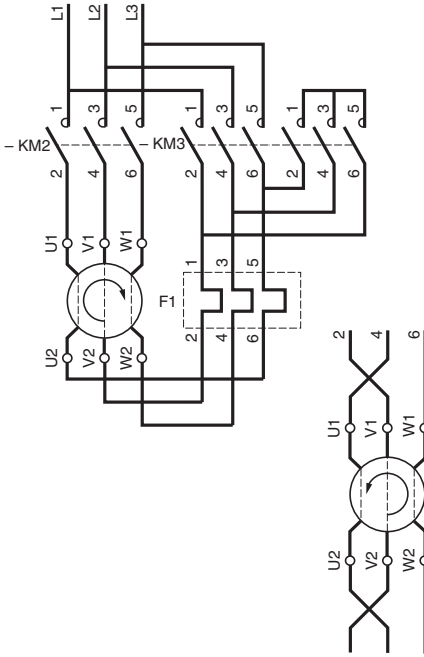 L1 L2 L3
1 3 5 1 3 5 1 3 5
– KM2 – KM3
2 4 6 2 4 6 2 4 6
U1 V1 W1
1 3 5
F1
2 4 6
U2 V2 W2
2 4 6
U1 V1 W1
U2 V2 W2